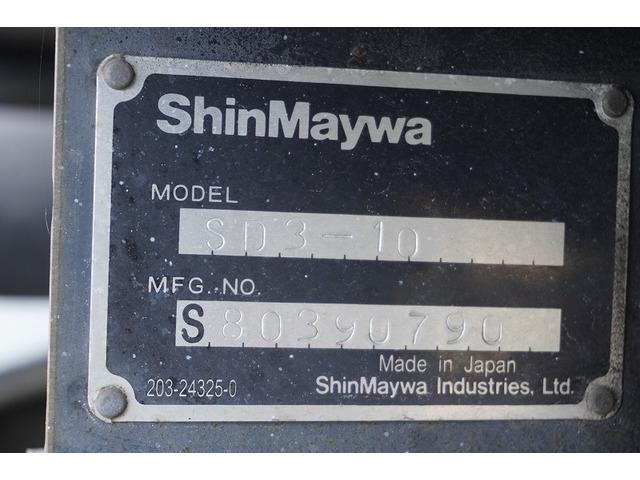 ShinMaywa
MODEL
SD3-10
MFG. NO.
S80390790
Made in Japan
203-24325-0 ShinMaywa Industries, Ltd.